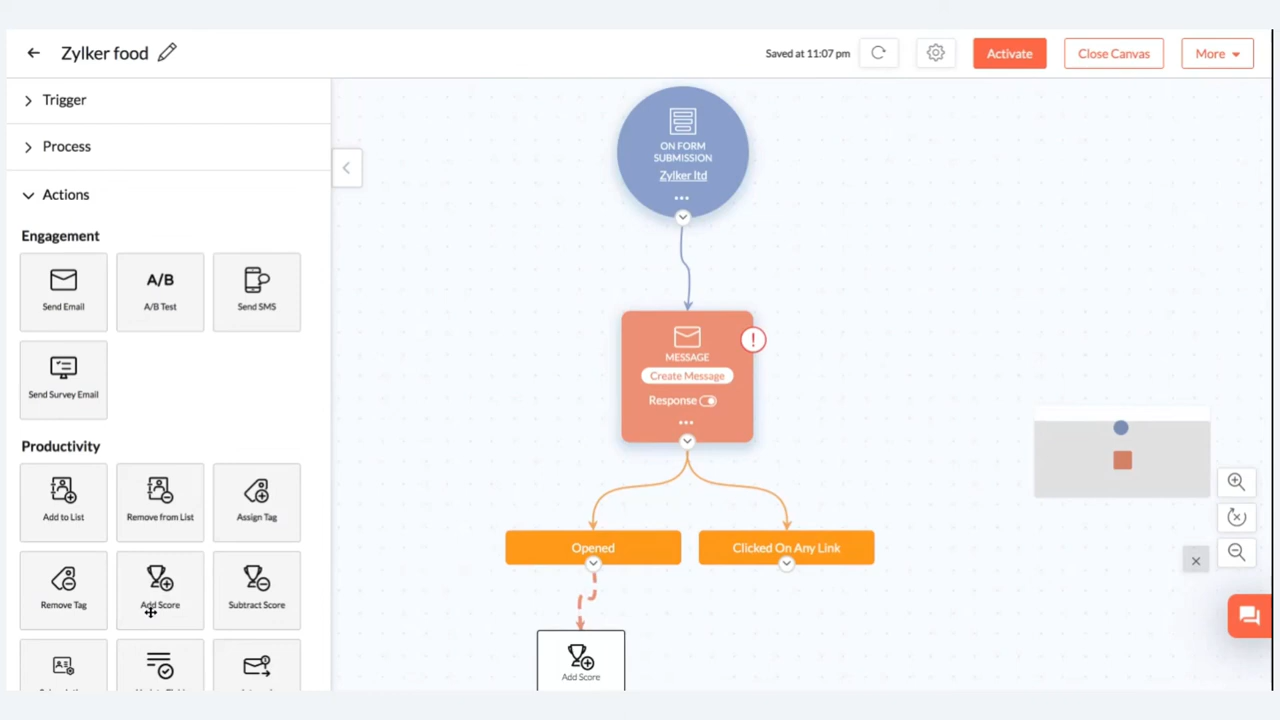 Zylker food
Saved at 11:07 pm
Activate
Close Canvas
More
Trigger
Process
Actions
Engagement
Send Email
A/B
A/B Test
Send SMS
Send Survey Email
Productivity
Add to List
Remove from List
Assign Tag
Remove Tag
Add Score
Subtract Score
ON FORM
SUBMISSION
Zylker ltd
MESSAGE
Create Message
Response
Opened
Clicked On Any Link
Add Score